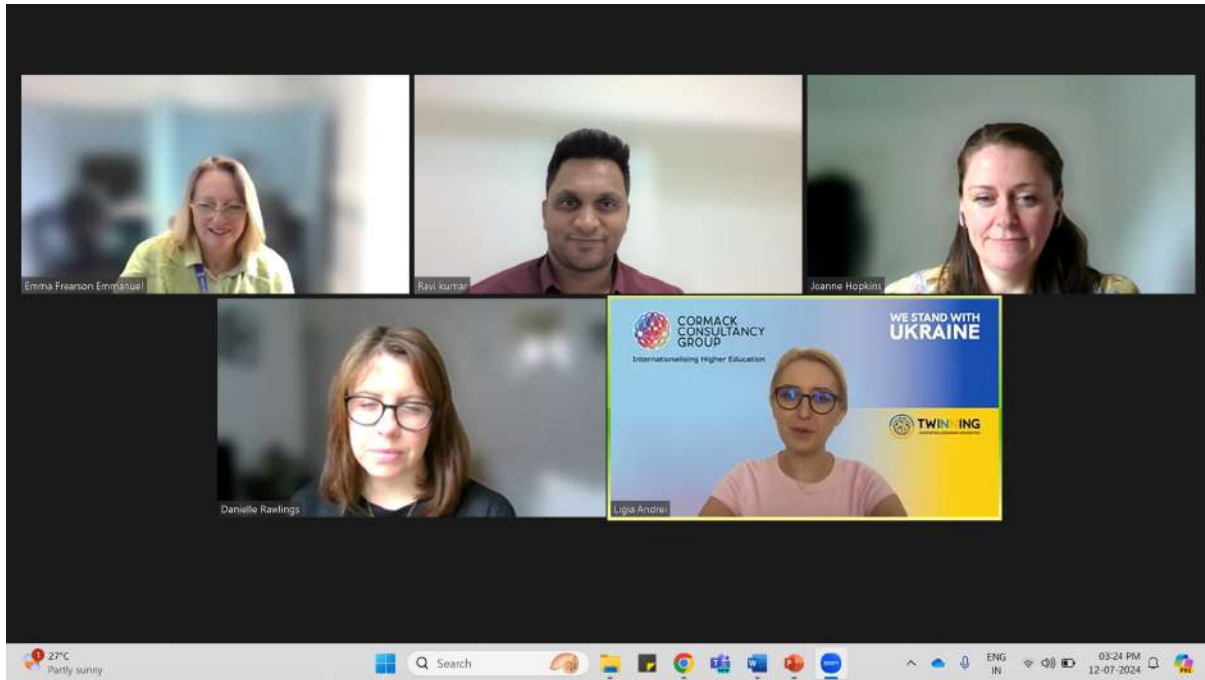 CORMACK
CONSULTANCY
GROUP
Internationalising Higher Education
WE STAND WITH
UKRAINE
TWINNING
Emma Frearson Emmanuel
Ravi kumar
Joanne Hopkins
Danielle Rawlings
Ligia Andrei
1
27°C
Partly sunny
Search
ENG
IN
03:24 PM
12-07-2024